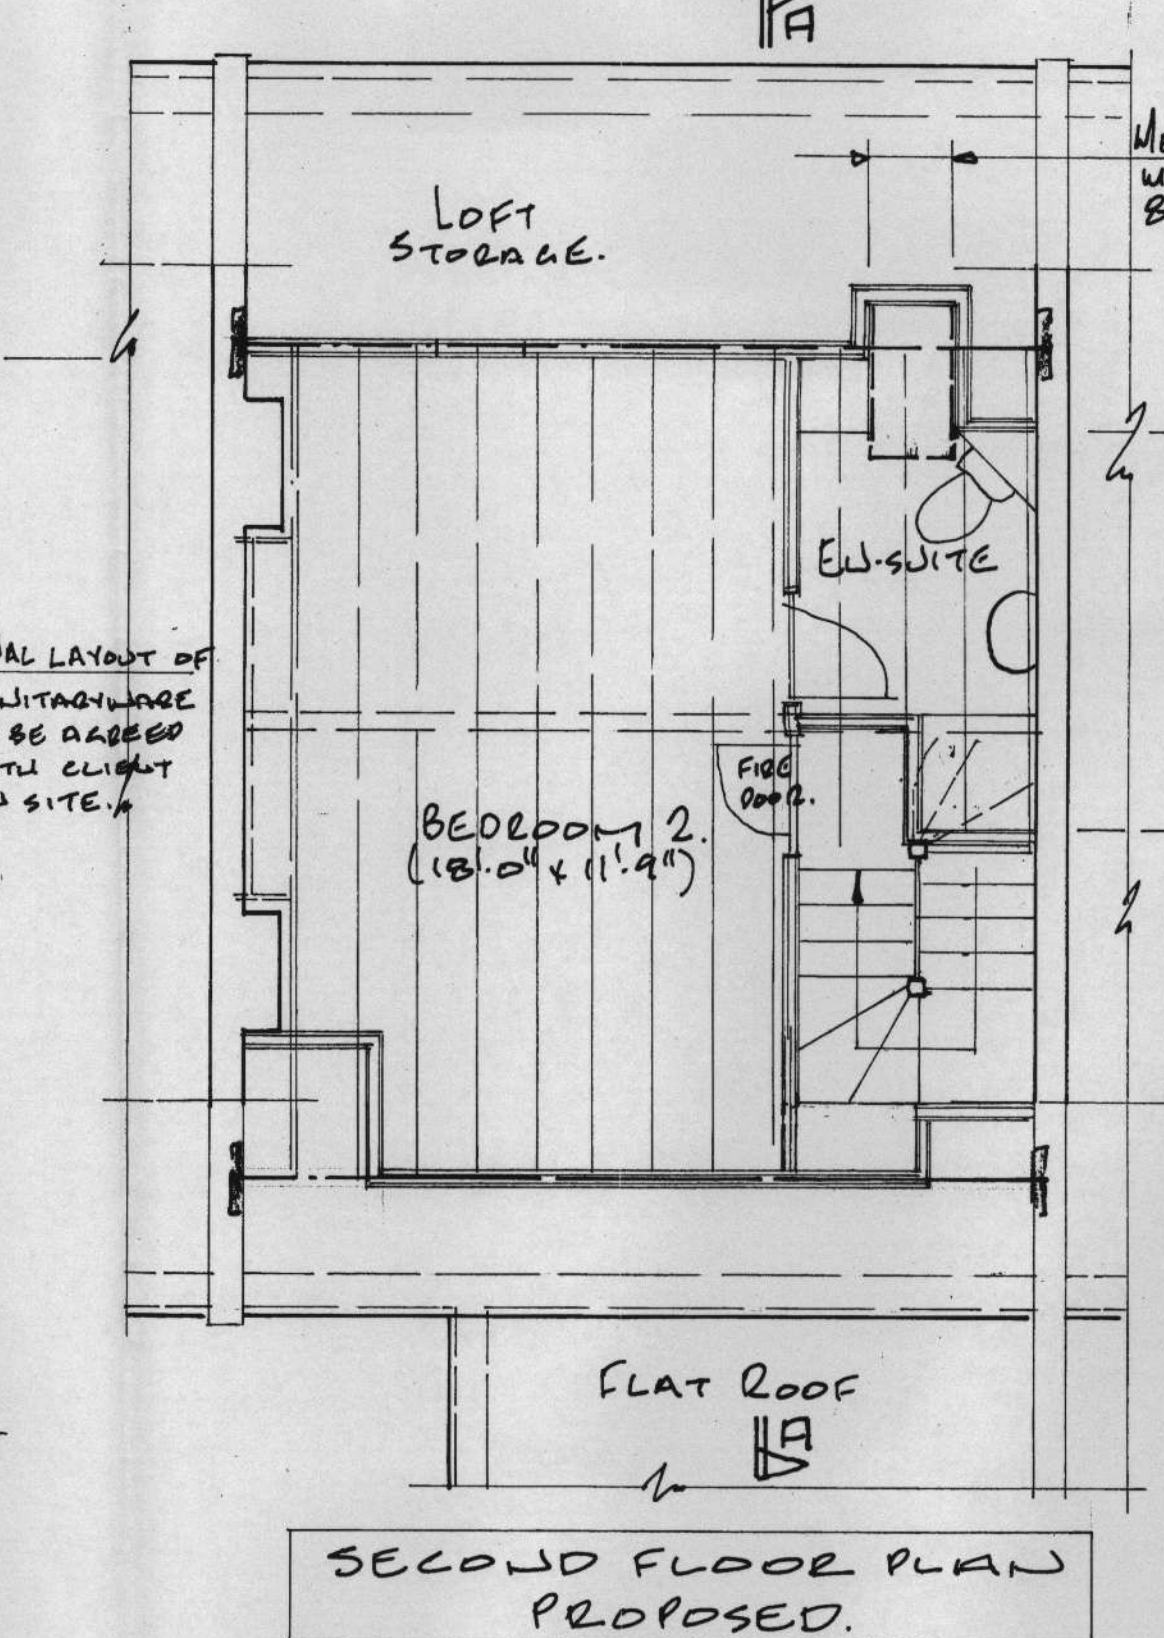 A
LOFT
STORAGE.
EN-SUITE
AL LAYOUT OF
BE AGREED
CLIENT
SITE.
FIRE
DOOR.
BEDROOM 2.
(18'.0" x 11'.9")
FLAT ROOF
A
SECOND FLOOR PLAN
PROPOSED.